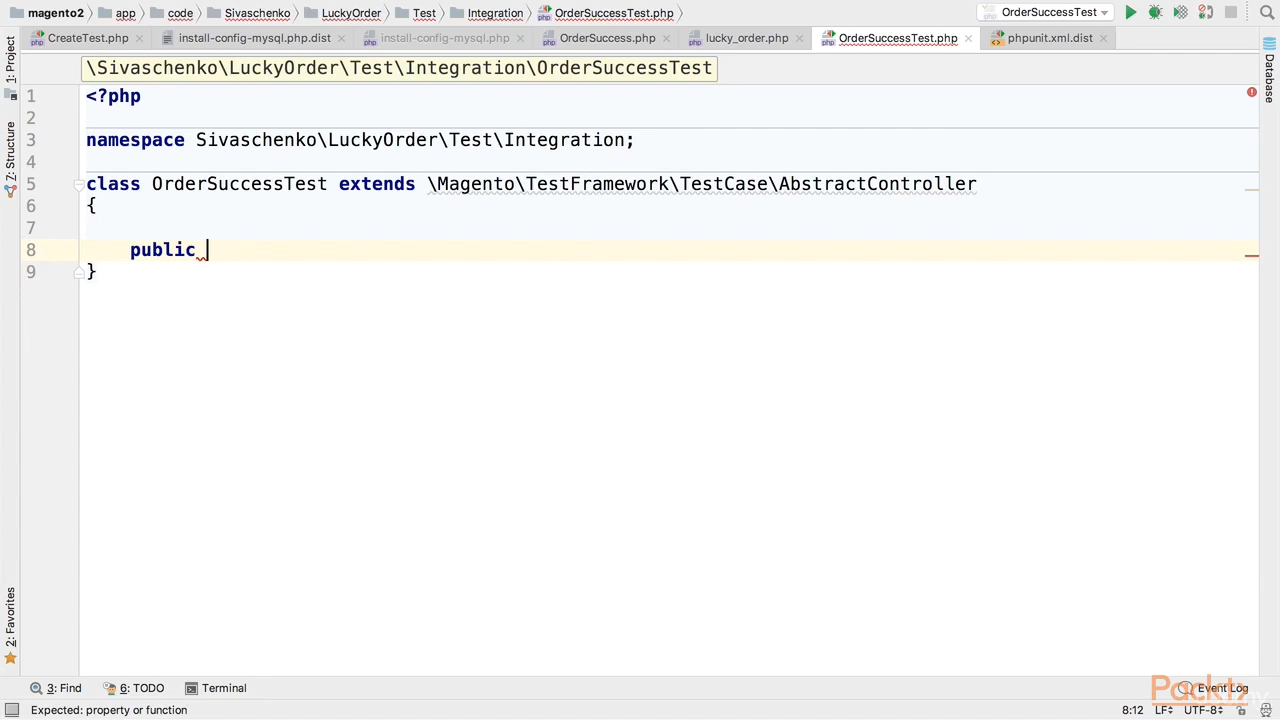 magento2 app code Sivaschenko LuckyOrder Test Integration OrderSuccessTest.php OrderSuccessTest
CreateTest.php install-config-mysql.php.dist install-config-mysql.php OrderSuccess.php lucky_order.php OrderSuccessTest.php phpunit.xml.dist
1: Project
7: Structure
2: Favorites
Database
\Sivaschenko\LuckyOrder\Test\Integration\OrderSuccessTest
1 <?php
2
3 namespace Sivaschenko\LuckyOrder\Test\Integration;
4
5 class OrderSuccessTest extends \Magento\TestFramework\TestCase\AbstractController
6 {
7
8 public
9 }
3: Find 6: TODO Terminal Event Log
Packt
Expected: property or function 8:12 LF UTF-8